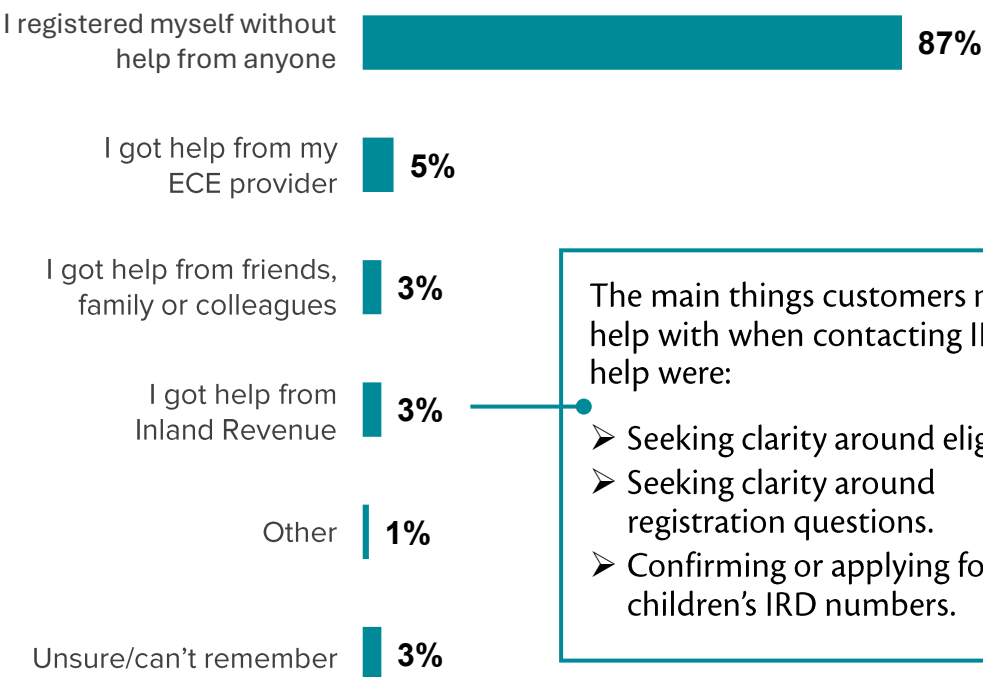 I registered myself without
help from anyone
87%
I got help from my
ECE provider
5%
I got help from friends,
family or colleagues
3%
I got help from
Inland Revenue
3%
The main things customers
help with when contacting
help were:
➤ Seeking clarity around
➤ Seeking clarity around
registration questions.
➤ Confirming or applying
children’s IRD numbers.
Other
1%
Unsure/can’t remember
3%